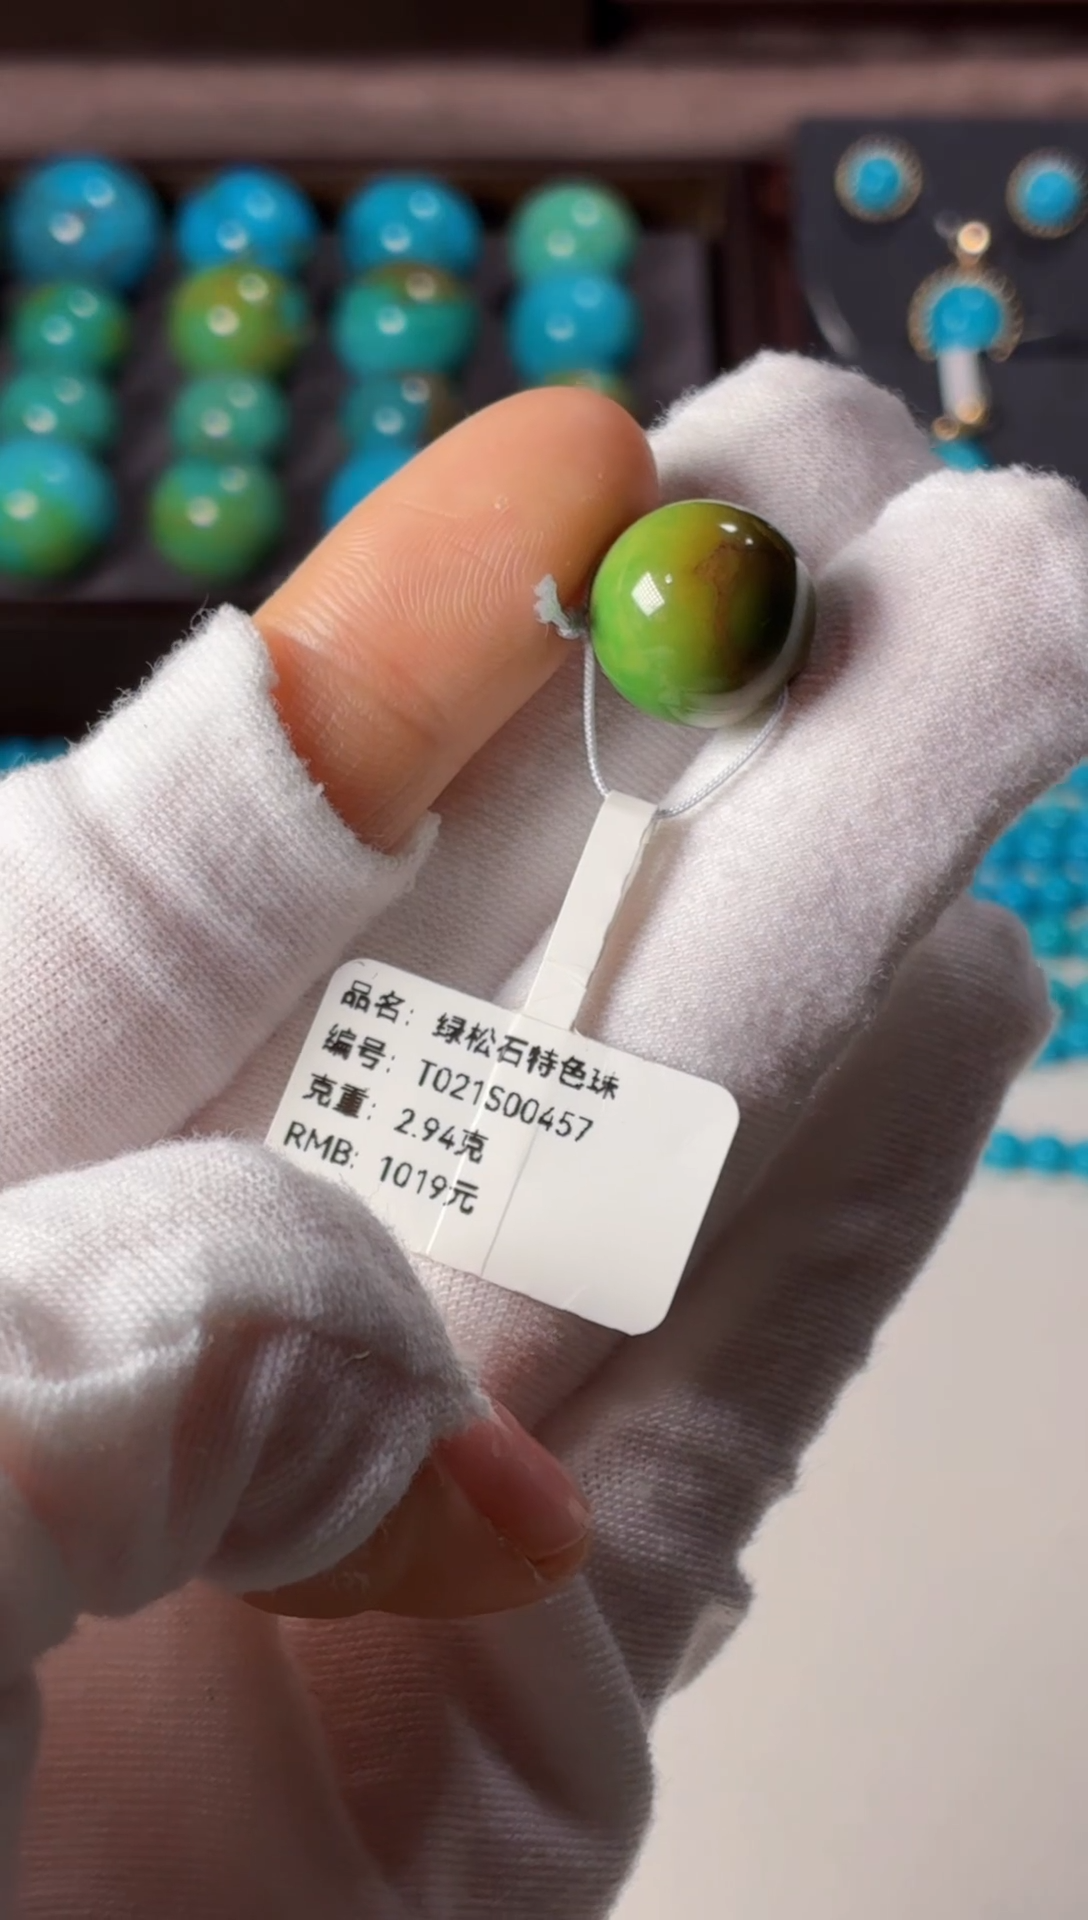 品名: 绿松石特色珠
编号: T021S00457
克重: 2.94克
RMB: 1019元